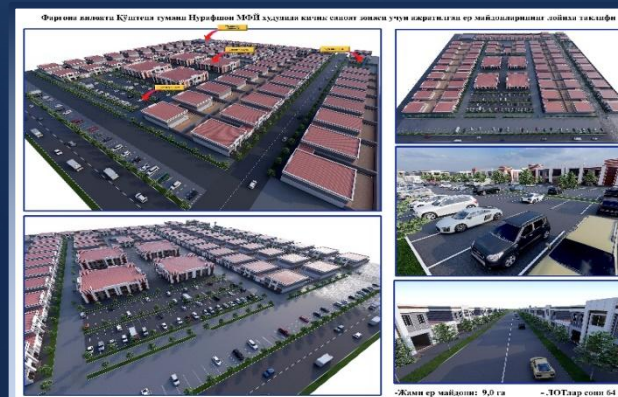 Фарғона вилояти Қўштепа тумани Нурафшон МФЙ ҳудудида кичик саноат зонаси учун ажратилган ер майдонларининг лойиҳа таклифи
-Жами ер майдони: 9,0 га
-ЛОТлар сони 64